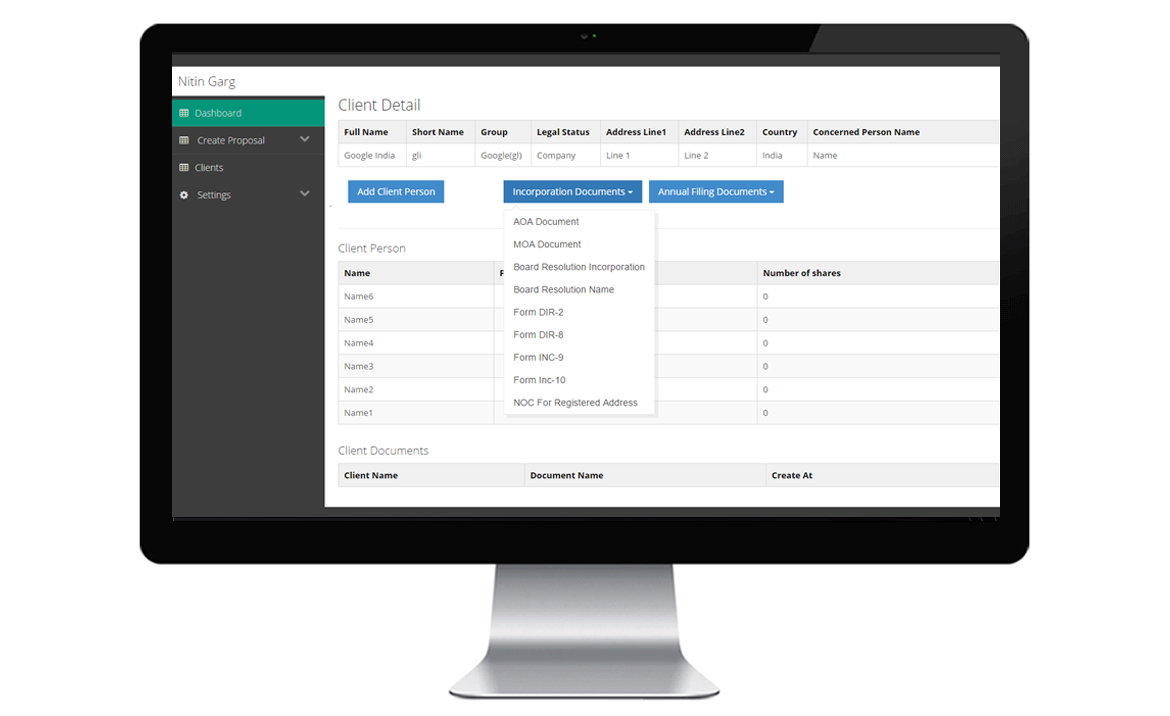 Nitin Garg
Dashboard
Create Proposal
Clients
Settings
Client Detail
Full Name Short Name Group Legal Status Address Line1 Address Line2 Country Concerned Person Name
Google India gli Google(gl) Company Line 1 Line 2 India Name
Add Client Person Incorporation Documents Annual Filing Documents
AOA Document
MOA Document
Board Resolution Incorporation
Board Resolution Name
Form DIR-2
Form DIR-8
Form INC-9
Form Inc-10
NOC For Registered Address
Client Person
Name Number of shares
Name6 0
Name5 0
Name4 0
Name3 0
Name2 0
Name1 0
Client Documents
Client Name Document Name Create At